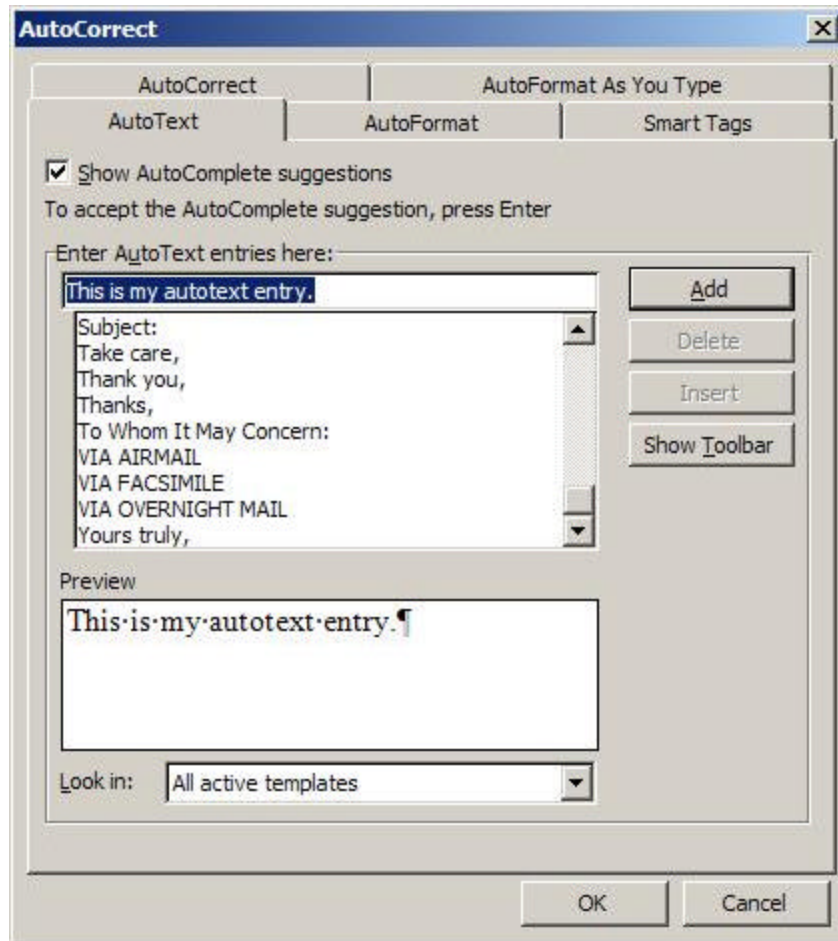 AutoCorrect
AutoCorrect
AutoFormat As You Type
AutoText
AutoFormat
Smart Tags
Show AutoComplete suggestions
To accept the AutoComplete suggestion, press Enter
Enter AutoText entries here:
This is my autotext entry.
Add
Subject:
Take care,
Thank you,
Thanks,
To Whom It May Concern:
VIA AIRMAIL
VIA FACSIMILE
VIA OVERNIGHT MAIL
Yours truly,
Delete
Insert
Show Toolbar
Preview
This·is·my·autotext·entry.¶
Look in:
All active templates
OK
Cancel